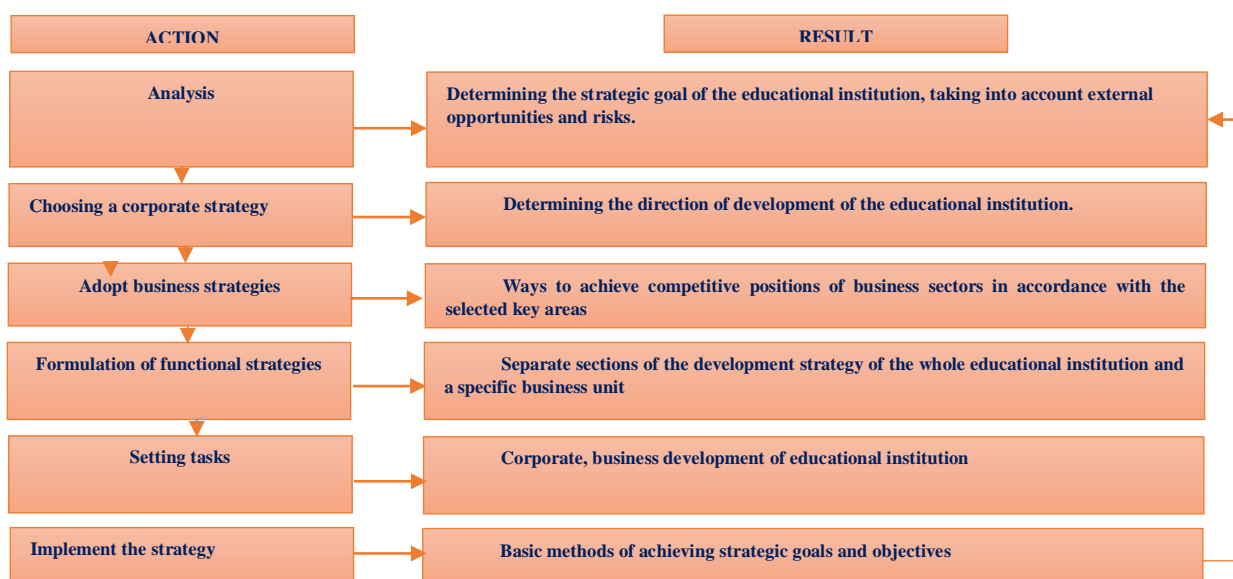 ACTION
RESULT
Analysis
Determining the strategic goal of the educational institution, taking into account external
opportunities and risks.
Choosing a corporate strategy
Determining the direction of development of the educational institution.
Adopt business strategies
Ways to achieve competitive positions of business sectors in accordance with the
selected key areas
Formulation of functional strategies
Separate sections of the development strategy of the whole educational institution and
a specific business unit
Setting tasks
Corporate, business development of educational institution
Implement the strategy
Basic methods of achieving strategic goals and objectives